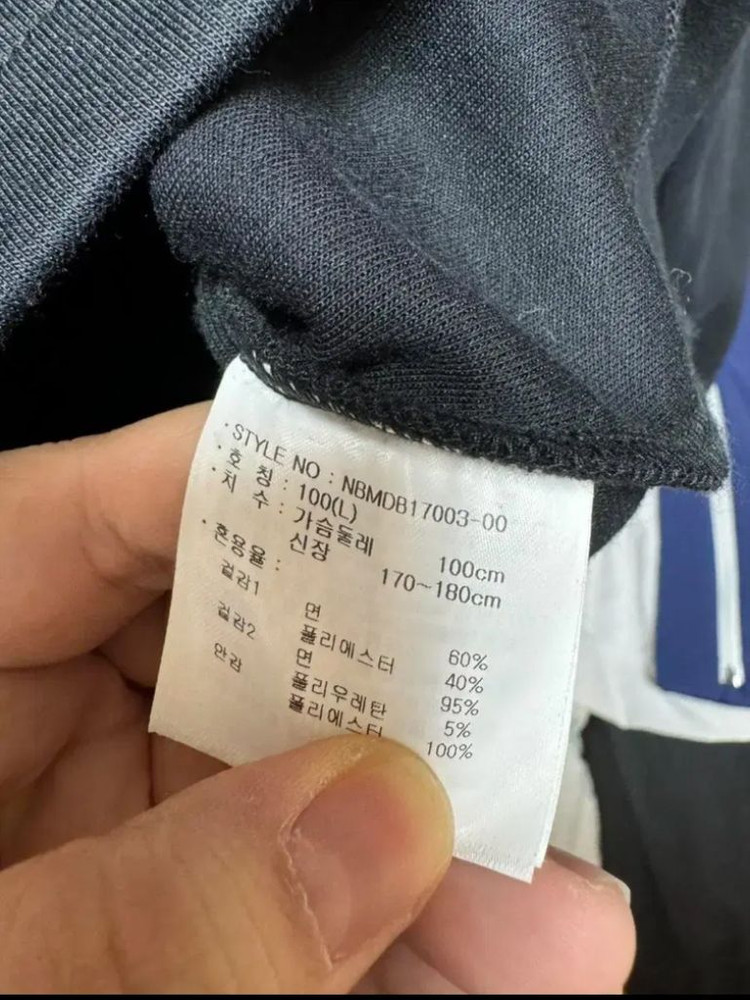 ·STYLE NO : NBMDB17003-00
·호 칭 : 100(L)
·치 수 : 가슴둘레 100cm
신장 170~180cm
·혼용율 :
겉감1 면 60%
폴리에스터 40%
겉감2 면 95%
폴리우레탄 5%
안감 폴리에스터 100%